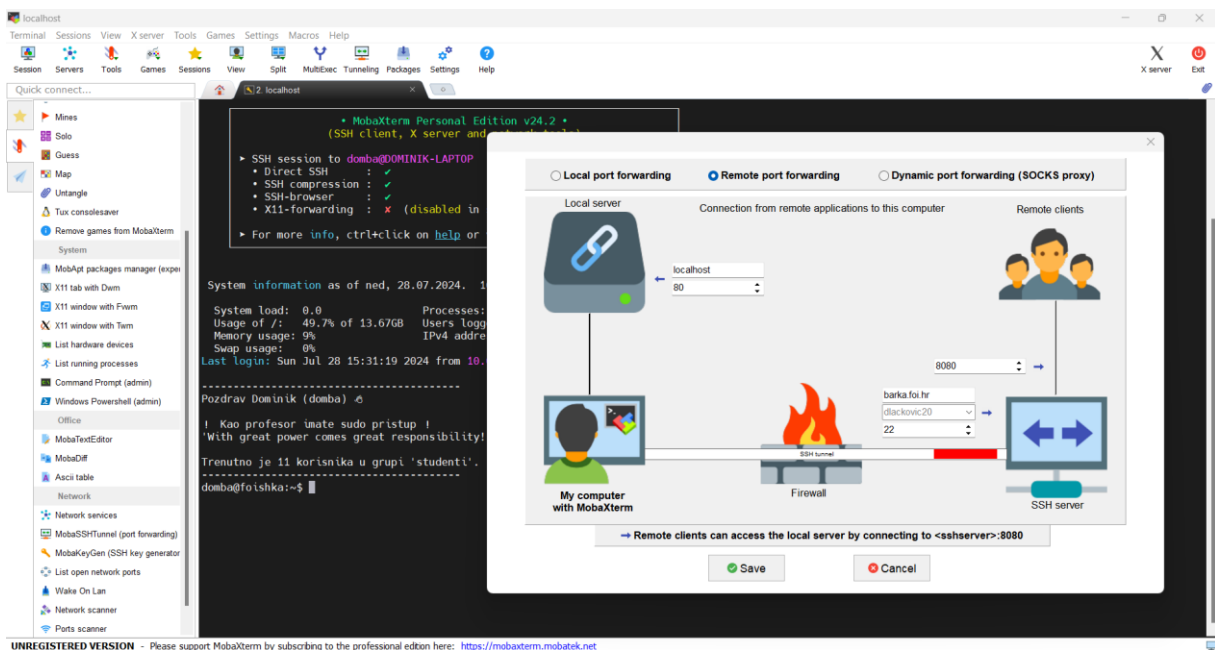 localhost
Terminal Sessions View X server Tools Games Settings Macros Help
Session Servers Tools Games Sessions View Split MultiExec Tunneling Packages Settings Help
X server Exit
Quick connect...
2. localhost
Mines
Solo
Guess
Map
Untangle
Tux consolesaver
Remove games from MobaXterm
System
MobApt packages manager (exper
X11 tab with Dwm
X11 window with Fvwm
X11 window with Twm
List hardware devices
List running processes
Command Prompt (admin)
Windows Powershell (admin)
Office
MobaTextEditor
MobaDiff
Ascii table
Network
Network services
MobaSSHTunnel (port forwarding)
MobaKeyGen (SSH key generator
List open network ports
Wake On Lan
Network scanner
Ports scanner
• MobaXterm Personal Edition v24.2 •
(SSH client, X server and network tools)
➤ SSH session to domba@DOMINIK-LAPTOP
• Direct SSH : ✔
• SSH compression : ✔
• SSH-browser : ✔
• X11-forwarding : ✘ (disabled in
➤ For more info, ctrl+click on help or
System information as of ned, 28.07.2024.
System load: 0.0 Processes:
Usage of /: 49.7% of 13.67GB Users logg
Memory usage: 9% IPv4 addre
Swap usage: 0%
Last login: Sun Jul 28 15:31:19 2024 from 10.
----------------------------------------
Pozdrav Dominik (domba)
! Kao profesor imate sudo pristup !
'With great power comes great responsibility!
Trenutno je 11 korisnika u grupi 'studenti'.
----------------------------------------
domba@foishka:~$
Local port forwarding Remote port forwarding Dynamic port forwarding (SOCKS proxy)
Local server
Connection from remote applications to this computer
Remote clients
localhost
80
8080
barka.foi.hr
dlackovic20
22
SSH tunnel
My computer
with MobaXterm
Firewall
SSH server
→ Remote clients can access the local server by connecting to <sshserver>:8080
Save Cancel
UNREGISTERED VERSION - Please support MobaXterm by subscribing to the professional edition here: https://mobaxterm.mobatek.net